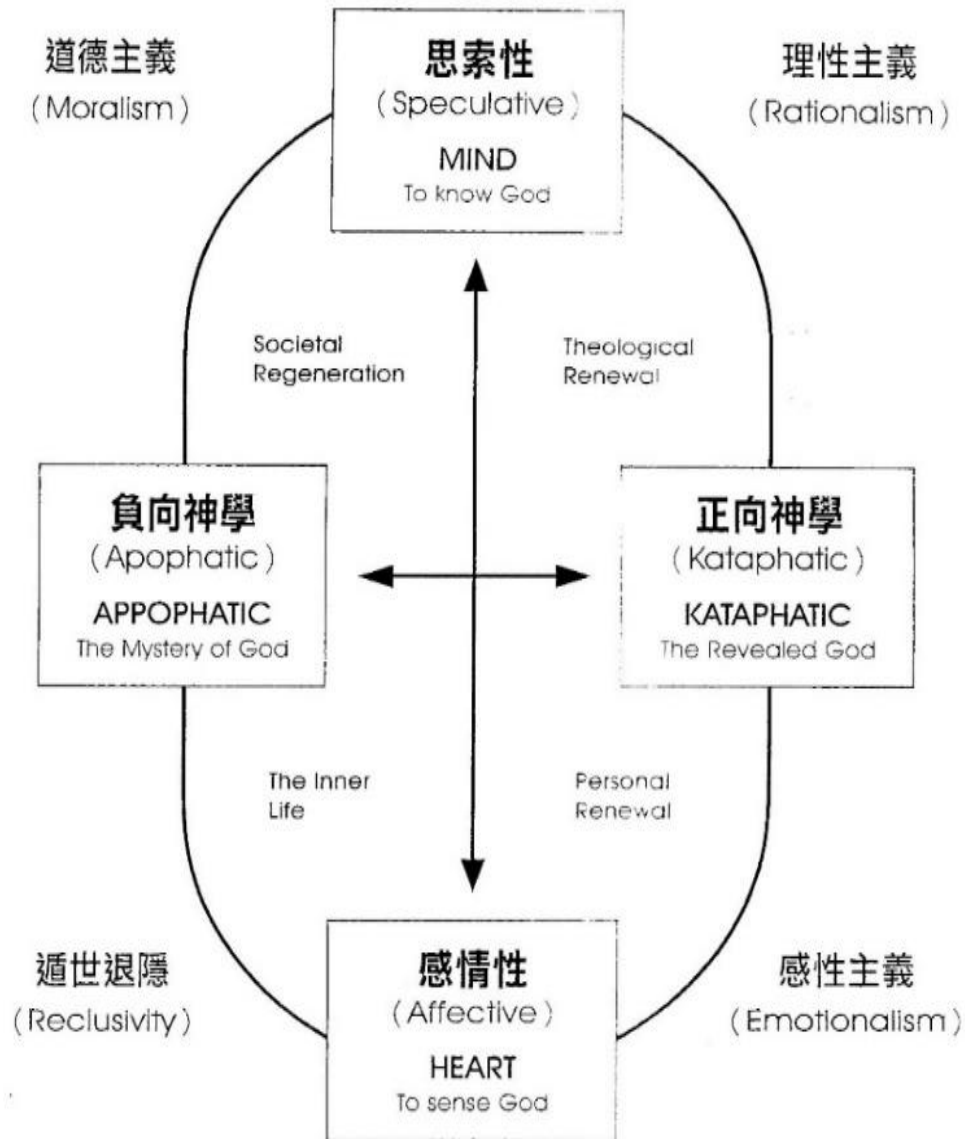 道德主義
(Moralism)
思索性
(Speculative)
MIND
To know God
理性主義
(Rationalism)
Societal
Regeneration
Theological
Renewal
負向神學
(Apophatic)
APPOPHATIC
The Mystery of God
正向神學
(Kataphatic)
KATAPHATIC
The Revealed God
The Inner
Life
Personal
Renewal
遁世退隱
(Reclusivity)
感情性
(Affective)
HEART
To sense God
感性主義
(Emotionalism)